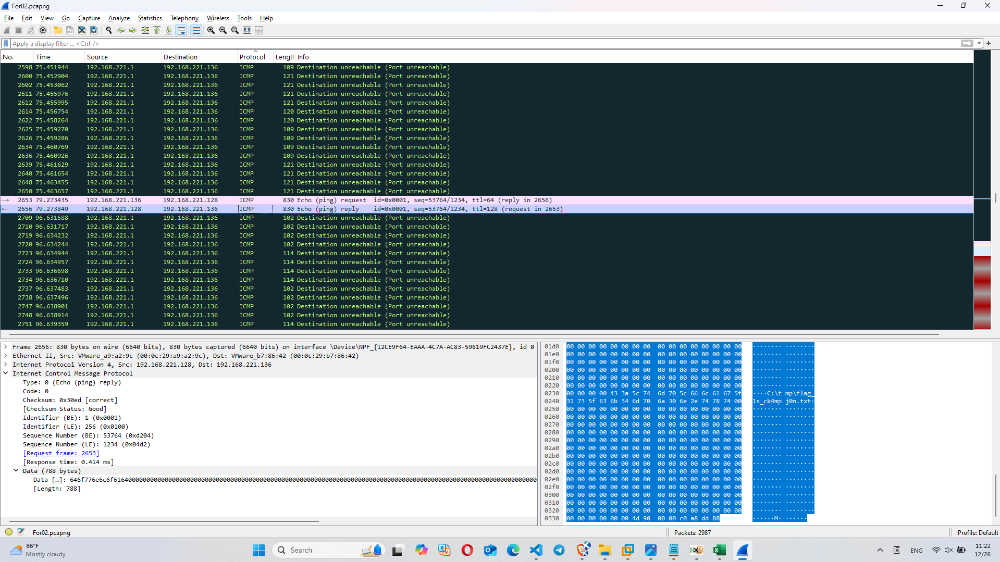 For02.pcapng
File Edit View Go Capture Analyze Statistics Telephony Wireless Tools Help
Apply a display filter ... <Ctrl-/>
No. Time Source Destination Protocol Lengtl Info
2598 75.451944 192.168.221.1 192.168.221.136 ICMP 109 Destination unreachable (Port unreachable)
2600 75.452904 192.168.221.1 192.168.221.136 ICMP 121 Destination unreachable (Port unreachable)
2602 75.453062 192.168.221.1 192.168.221.136 ICMP 121 Destination unreachable (Port unreachable)
2611 75.455976 192.168.221.1 192.168.221.136 ICMP 121 Destination unreachable (Port unreachable)
2612 75.455995 192.168.221.1 192.168.221.136 ICMP 121 Destination unreachable (Port unreachable)
2614 75.456754 192.168.221.1 192.168.221.136 ICMP 120 Destination unreachable (Port unreachable)
2622 75.458264 192.168.221.1 192.168.221.136 ICMP 120 Destination unreachable (Port unreachable)
2625 75.459270 192.168.221.1 192.168.221.136 ICMP 109 Destination unreachable (Port unreachable)
2626 75.459286 192.168.221.1 192.168.221.136 ICMP 109 Destination unreachable (Port unreachable)
2634 75.460769 192.168.221.1 192.168.221.136 ICMP 109 Destination unreachable (Port unreachable)
2636 75.460926 192.168.221.1 192.168.221.136 ICMP 109 Destination unreachable (Port unreachable)
2639 75.461629 192.168.221.1 192.168.221.136 ICMP 121 Destination unreachable (Port unreachable)
2640 75.461654 192.168.221.1 192.168.221.136 ICMP 121 Destination unreachable (Port unreachable)
2648 75.463455 192.168.221.1 192.168.221.136 ICMP 121 Destination unreachable (Port unreachable)
2650 75.463657 192.168.221.1 192.168.221.136 ICMP 121 Destination unreachable (Port unreachable)
2653 79.273435 192.168.221.136 192.168.221.128 ICMP 830 Echo (ping) request id=0x0001, seq=53764/1234, ttl=64 (reply in 2656)
2656 79.273849 192.168.221.128 192.168.221.136 ICMP 830 Echo (ping) reply id=0x0001, seq=53764/1234, ttl=128 (request in 2653)
2709 96.631688 192.168.221.1 192.168.221.136 ICMP 102 Destination unreachable (Port unreachable)
2710 96.631717 192.168.221.1 192.168.221.136 ICMP 102 Destination unreachable (Port unreachable)
2719 96.634232 192.168.221.1 192.168.221.136 ICMP 102 Destination unreachable (Port unreachable)
2720 96.634244 192.168.221.1 192.168.221.136 ICMP 102 Destination unreachable (Port unreachable)
2723 96.634944 192.168.221.1 192.168.221.136 ICMP 114 Destination unreachable (Port unreachable)
2724 96.634957 192.168.221.1 192.168.221.136 ICMP 114 Destination unreachable (Port unreachable)
2733 96.636698 192.168.221.1 192.168.221.136 ICMP 114 Destination unreachable (Port unreachable)
2734 96.636710 192.168.221.1 192.168.221.136 ICMP 114 Destination unreachable (Port unreachable)
2737 96.637483 192.168.221.1 192.168.221.136 ICMP 102 Destination unreachable (Port unreachable)
2738 96.637496 192.168.221.1 192.168.221.136 ICMP 102 Destination unreachable (Port unreachable)
2747 96.638901 192.168.221.1 192.168.221.136 ICMP 102 Destination unreachable (Port unreachable)
2748 96.638914 192.168.221.1 192.168.221.136 ICMP 102 Destination unreachable (Port unreachable)
2751 96.639359 192.168.221.1 192.168.221.136 ICMP 114 Destination unreachable (Port unreachable)
Frame 2656: 830 bytes on wire (6640 bits), 830 bytes captured (6640 bits) on interface \Device\NPF_{12CE9F64-EAAA-4C7A-AC83-59619FC2437E}, id 0
Ethernet II, Src: VMware_a9:a2:9c (00:0c:29:a9:a2:9c), Dst: VMware_b7:86:42 (00:0c:29:b7:86:42)
Internet Protocol Version 4, Src: 192.168.221.128, Dst: 192.168.221.136
Internet Control Message Protocol
Type: 0 (Echo (ping) reply)
Code: 0
Checksum: 0x30ed [correct]
[Checksum Status: Good]
Identifier (BE): 1 (0x0001)
Identifier (LE): 256 (0x0100)
Sequence Number (BE): 53764 (0xd204)
Sequence Number (LE): 1234 (0x04d2)
[Request frame: 2653]
[Response time: 0.414 ms]
Data (788 bytes)
Data […]: 646f776e6c6f61640000000000000000000000000000000000000000000000000000000000000000000000000000000000000000000000000000000000000000
[Length: 788]
01d0 00 00 00 00 00 00 00 00 00 00 00 00 00 00 00 00 ········ ········
01e0 00 00 00 00 00 00 00 00 00 00 00 00 00 00 00 00 ········ ········
01f0 00 00 00 00 00 00 00 00 00 00 00 00 00 00 00 00 ········ ········
0200 00 00 00 00 00 00 00 00 00 00 00 00 00 00 00 00 ········ ········
0210 00 00 00 00 00 00 00 00 00 00 00 00 00 00 00 00 ········ ········
0220 00 00 00 00 00 00 00 00 00 00 00 00 00 00 00 00 ········ ········
0230 00 00 00 00 43 3a 5c 74 6d 70 5c 66 6c 61 67 5f ····C:\t mp\flag_
0240 31 73 5f 63 6b 34 6d 70 6a 30 6e 2e 74 78 74 00 1s_ck4mp j0n.txt·
0250 00 00 00 00 00 00 00 00 00 00 00 00 00 00 00 00 ········ ········
0260 00 00 00 00 00 00 00 00 00 00 00 00 00 00 00 00 ········ ········
0270 00 00 00 00 00 00 00 00 00 00 00 00 00 00 00 00 ········ ········
0280 00 00 00 00 00 00 00 00 00 00 00 00 00 00 00 00 ········ ········
0290 00 00 00 00 00 00 00 00 00 00 00 00 00 00 00 00 ········ ········
02a0 00 00 00 00 00 00 00 00 00 00 00 00 00 00 00 00 ········ ········
02b0 00 00 00 00 00 00 00 00 00 00 00 00 00 00 00 00 ········ ········
02c0 00 00 00 00 00 00 00 00 00 00 00 00 00 00 00 00 ········ ········
02d0 00 00 00 00 00 00 00 00 00 00 00 00 00 00 00 00 ········ ········
02e0 00 00 00 00 00 00 00 00 00 00 00 00 00 00 00 00 ········ ········
02f0 00 00 00 00 00 00 00 00 00 00 00 00 00 00 00 00 ········ ········
0300 00 00 00 00 00 00 00 00 00 00 00 00 00 00 00 00 ········ ········
0310 00 00 00 00 00 00 00 00 00 00 00 00 00 00 00 00 ········ ········
0320 00 00 00 00 00 00 00 00 00 00 00 00 00 00 00 00 ········ ········
0330 00 00 00 00 00 00 4d 90 00 00 c0 a8 dd 88 ······M· ······
For02.pcapng Packets: 2987 Profile: Default
86°F
Mostly cloudy
Search
ENG
11:22
12/26